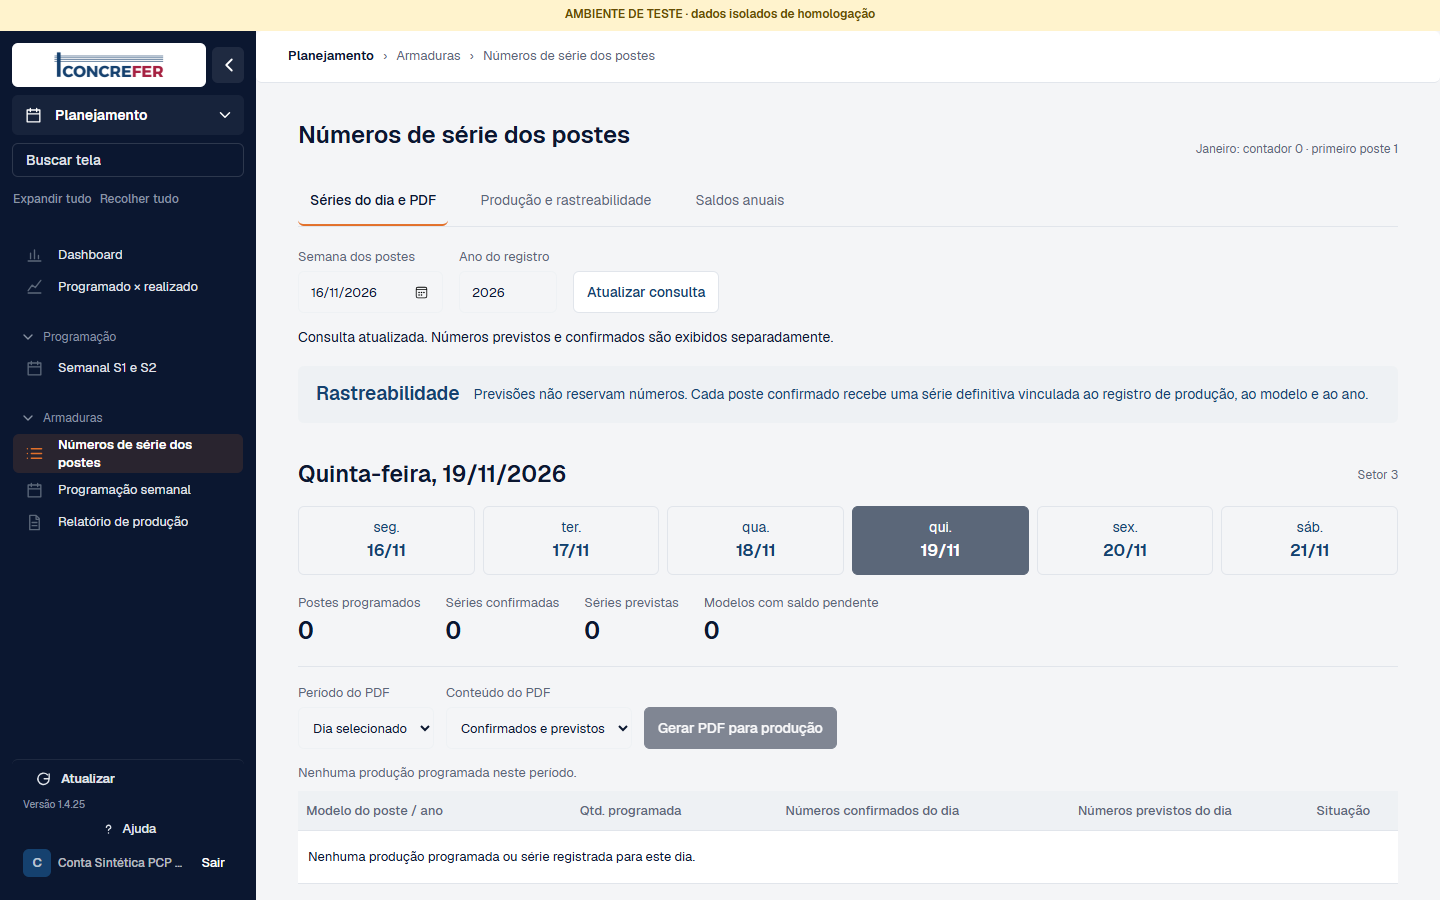 AMBIENTE DE TESTE · dados isolados de homologação
CONCREFER
Planejamento
Buscar tela
Expandir tudo Recolher tudo
Dashboard
Programado × realizado
Programação
Semanal S1 e S2
Armaduras
Números de série dos
postes
Programação semanal
Relatório de produção
Atualizar
Versão 1.4.25
? Ajuda
C Conta Sintética PCP ... Sair
Planejamento › Armaduras › Números de série dos postes
Números de série dos postes
Janeiro: contador 0 · primeiro poste 1
Séries do dia e PDF Produção e rastreabilidade Saldos anuais
Semana dos postes Ano do registro
16/11/2026 2026 Atualizar consulta
Consulta atualizada. Números previstos e confirmados são exibidos separadamente.
Rastreabilidade Previsões não reservam números. Cada poste confirmado recebe uma série definitiva vinculada ao registro de produção, ao modelo e ao ano.
Quinta-feira, 19/11/2026 Setor 3
seg. ter. qua. qui. sex. sáb.
16/11 17/11 18/11 19/11 20/11 21/11
Postes programados Séries confirmadas Séries previstas Modelos com saldo pendente
0 0 0 0
Período do PDF Conteúdo do PDF
Dia selecionado Confirmados e previstos Gerar PDF para produção
Nenhuma produção programada neste período.
Modelo do poste / ano Qtd. programada Números confirmados do dia Números previstos do dia Situação
Nenhuma produção programada ou série registrada para este dia.